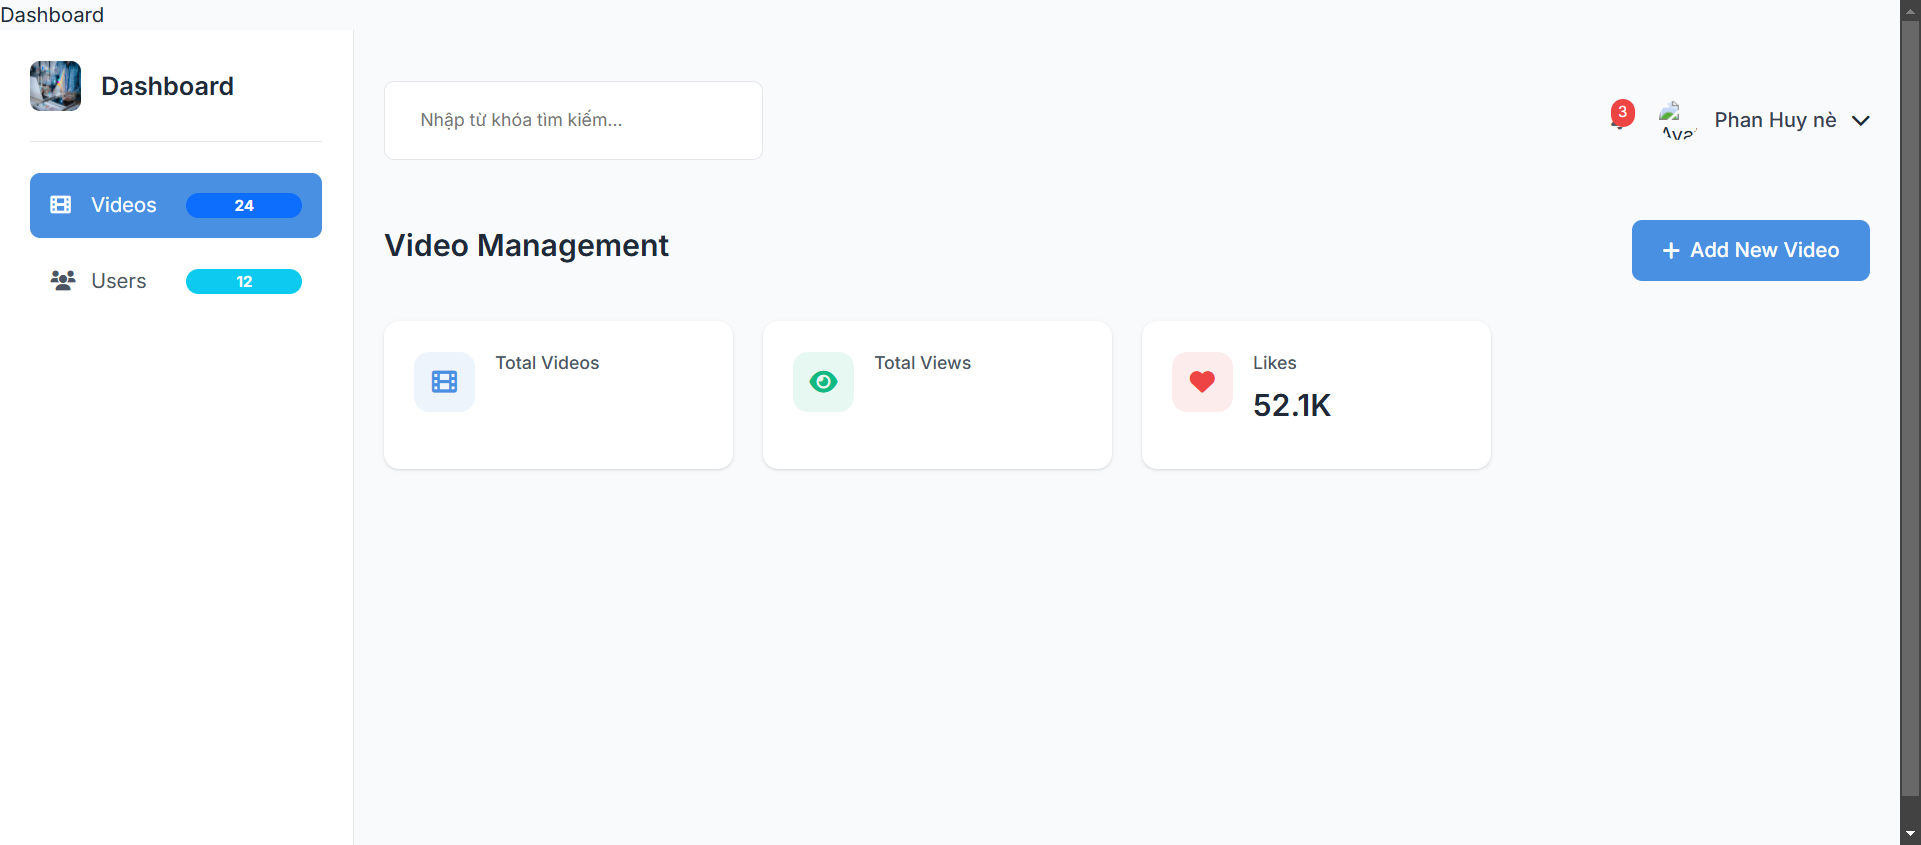 Dashboard
Dashboard
Nhập từ khóa tìm kiếm...
3
Phan Huy nè
Videos
24
Users
12
Video Management
Add New Video
Total Videos
Total Views
Likes
52.1K